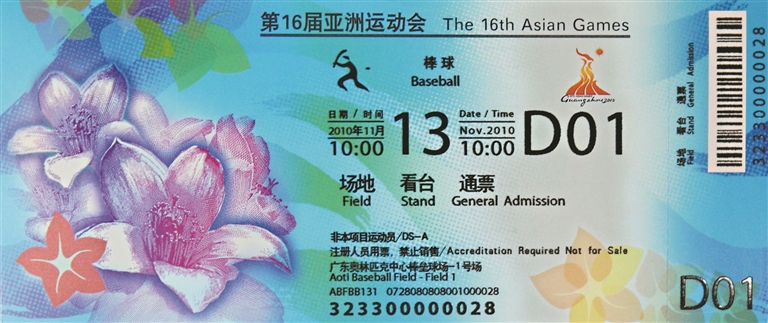 第16届亚洲运动会 The 16th Asian Games
棒球
Baseball
Guangzhou 2010
日期 / 时间
2010年11月
10:00
13
Date / Time
Nov.2010
10:00
D01
场地 看台 通票
Field Stand General Admission
非本项目运动员/DS-A
注册人员用票，禁止销售/Accreditation Required Not for Sale
广东奥林匹克中心棒垒球场—1号场
Aoti Baseball Field - Field 1
ABFBB131 0728080808001000028
323300000028
场地 看台 通票
Field Stand General Admission
323300000028
D01